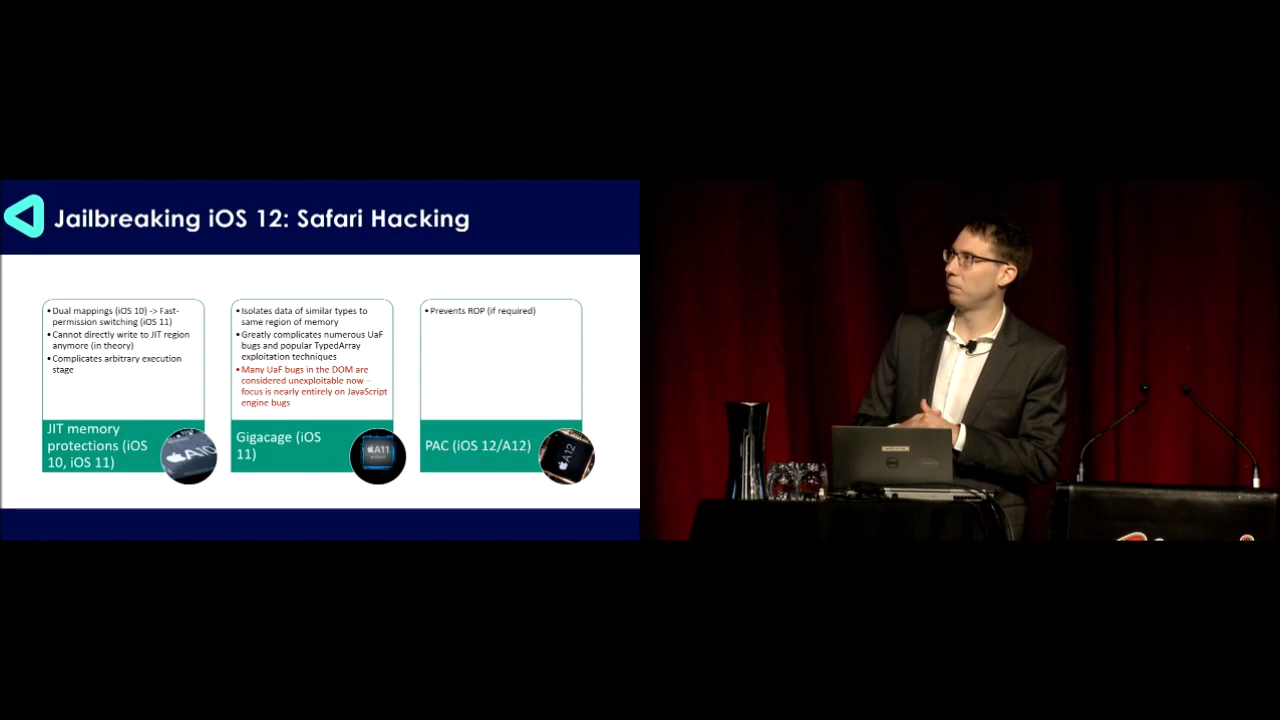 Jailbreaking iOS 12: Safari Hacking
•Dual mappings (iOS 10) -> Fast-
permission switching (iOS 11)
•Cannot directly write to JIT region
anymore (in theory)
•Complicates arbitrary execution
stage
JIT memory
protections (iOS
10, iOS 11)
A10
•Isolates data of similar types to
same region of memory
•Greatly complicates numerous UaF
bugs and popular TypedArray
exploitation techniques
•Many UaF bugs in the DOM are
considered unexploitable now –
focus is nearly entirely on JavaScript
engine bugs
Gigacage (iOS
11)
A11
•Prevents ROP (if required)
PAC (iOS 12/A12)
A12
DELL